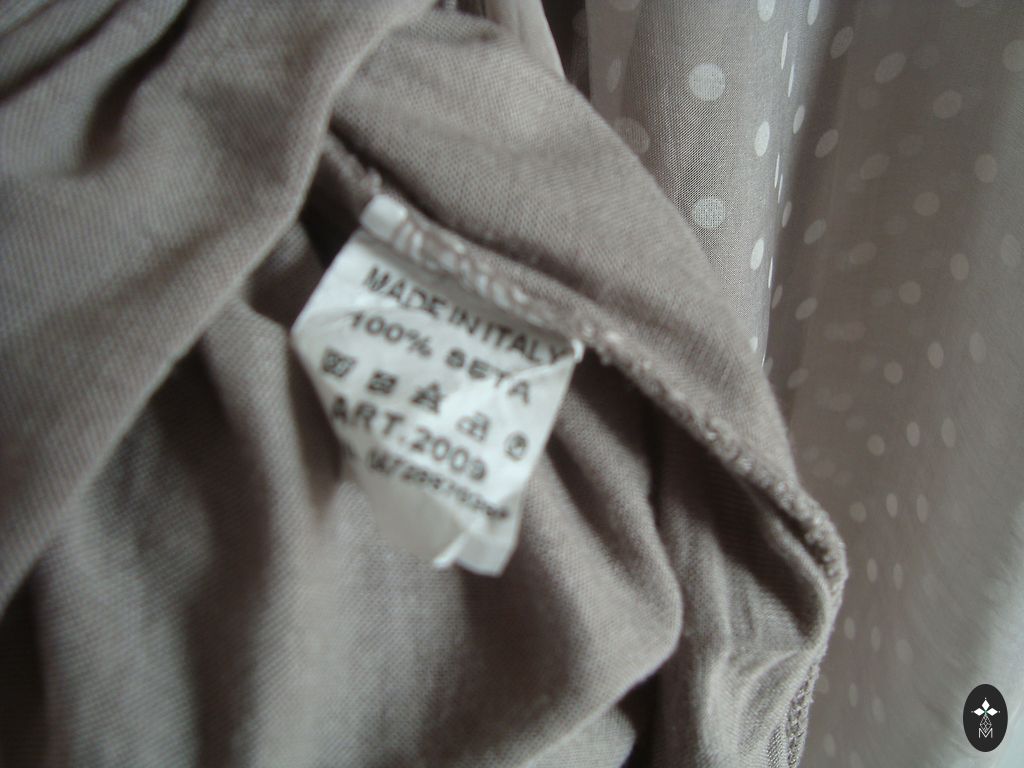 MADE IN ITALY
100% SETA
ART.2009
M